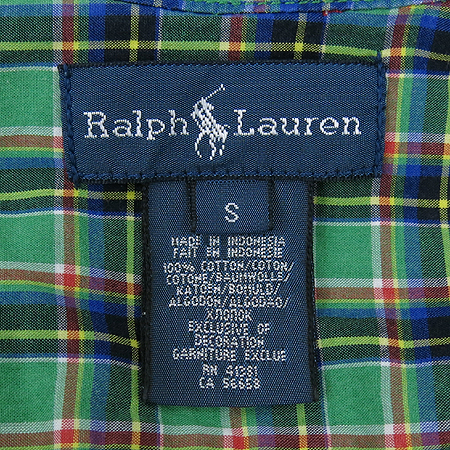 Ralph Lauren
S
MADE IN INDONESIA
FAIT EN INDONESIE
100% COTTON/COTON/
COTONE/BAUMWOLLE/
KATOEN/BOMULD/
ALGODON/ALGODAO/
ХЛОПОК
EXCLUSIVE OF
DECORATION
GARNITURE EXCLUE
RN 41381
CA 56658